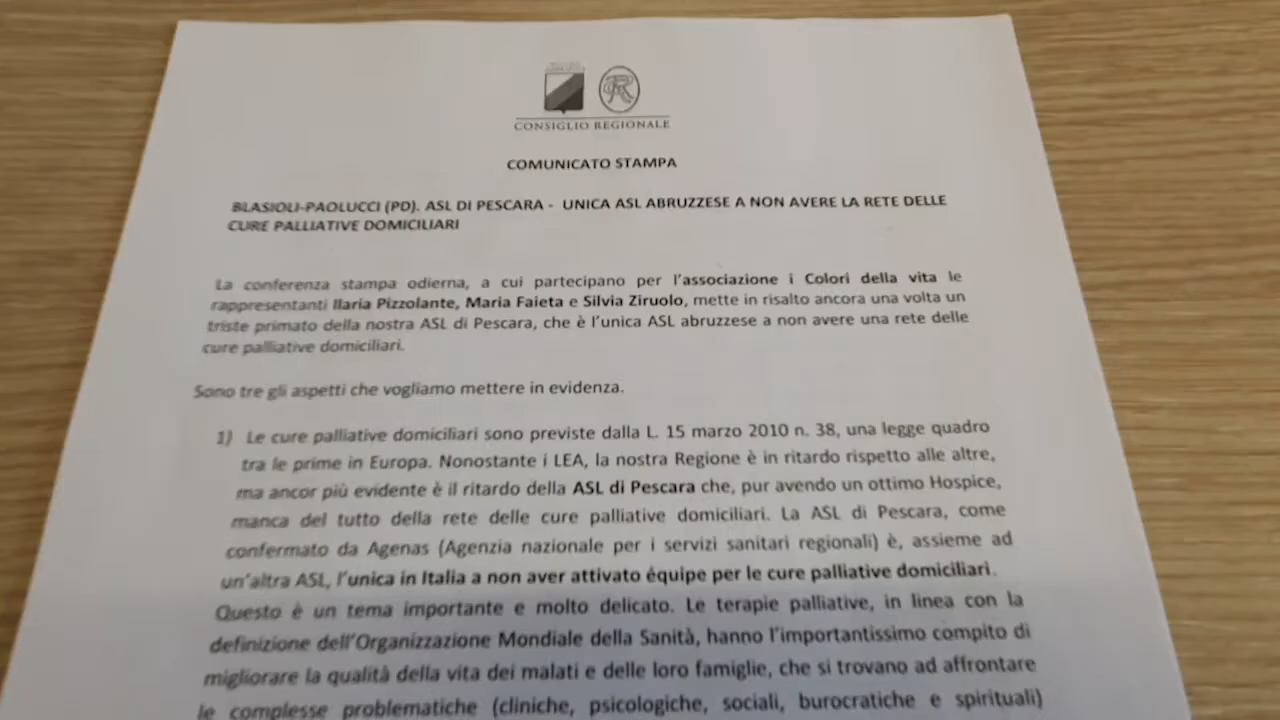 CONSIGLIO REGIONALE
COMUNICATO STAMPA
BLASIOLI-PAOLUCCI (PD). ASL DI PESCARA - UNICA ASL ABRUZZESE A NON AVERE LA RETE DELLE
CURE PALLIATIVE DOMICILIARI
La conferenza stampa odierna, a cui partecipano per l'associazione i Colori della vita le
rappresentanti Ilaria Pizzolante, Maria Faieta e Silvia Ziruolo, mette in risalto ancora una volta un
triste primato della nostra ASL di Pescara, che è l'unica ASL abruzzese a non avere una rete delle
cure palliative domiciliari.
Sono tre gli aspetti che vogliamo mettere in evidenza.
1) Le cure palliative domiciliari sono previste dalla L. 15 marzo 2010 n. 38, una legge quadro
tra le prime in Europa. Nonostante i LEA, la nostra Regione è in ritardo rispetto alle altre,
ma ancor più evidente è il ritardo della ASL di Pescara che, pur avendo un ottimo Hospice,
manca del tutto della rete delle cure palliative domiciliari. La ASL di Pescara, come
confermato da Agenas (Agenzia nazionale per i servizi sanitari regionali) è, assieme ad
un'altra ASL, l'unica in Italia a non aver attivato équipe per le cure palliative domiciliari.
Questo è un tema importante e molto delicato. Le terapie palliative, in linea con la
definizione dell'Organizzazione Mondiale della Sanità, hanno l'importantissimo compito di
migliorare la qualità della vita dei malati e delle loro famiglie, che si trovano ad affrontare
le complesse problematiche (cliniche, psicologiche, sociali, burocratiche e spirituali)